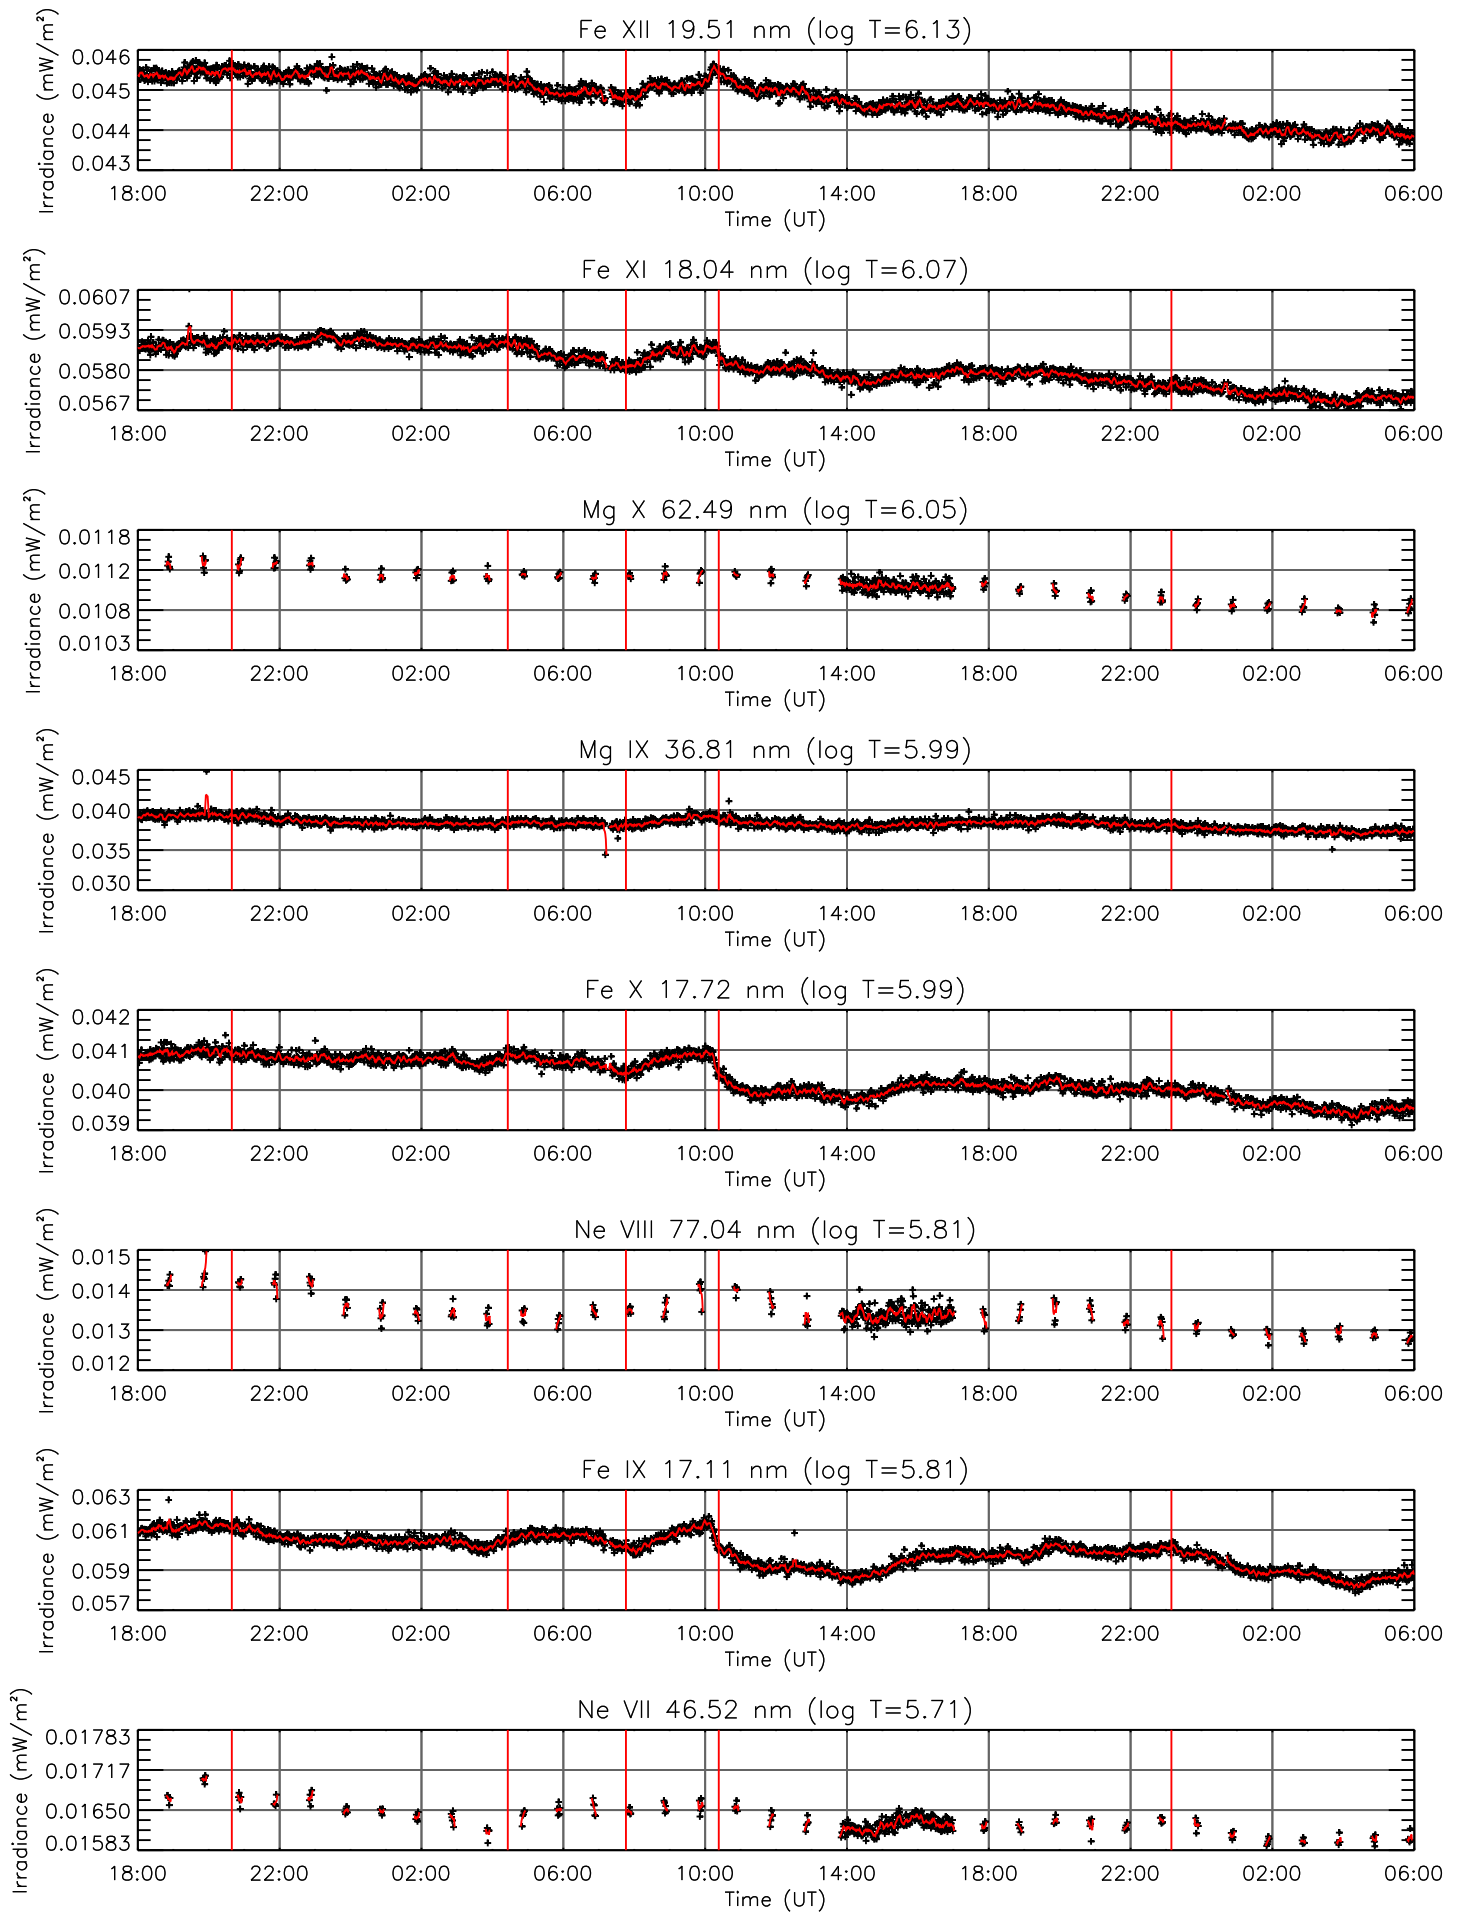 Fe XII 19.51 nm (log T=6.13)
Irradiance (mW/m²)
0.046
0.045
0.044
0.043
18:00 22:00 02:00 06:00 10:00 14:00 18:00 22:00 02:00 06:00
Time (UT)
Fe XI 18.04 nm (log T=6.07)
Irradiance (mW/m²)
0.0607
0.0593
0.0580
0.0567
18:00 22:00 02:00 06:00 10:00 14:00 18:00 22:00 02:00 06:00
Time (UT)
Mg X 62.49 nm (log T=6.05)
Irradiance (mW/m²)
0.0118
0.0112
0.0108
0.0103
18:00 22:00 02:00 06:00 10:00 14:00 18:00 22:00 02:00 06:00
Time (UT)
Mg IX 36.81 nm (log T=5.99)
Irradiance (mW/m²)
0.045
0.040
0.035
0.030
18:00 22:00 02:00 06:00 10:00 14:00 18:00 22:00 02:00 06:00
Time (UT)
Fe X 17.72 nm (log T=5.99)
Irradiance (mW/m²)
0.042
0.041
0.040
0.039
18:00 22:00 02:00 06:00 10:00 14:00 18:00 22:00 02:00 06:00
Time (UT)
Ne VIII 77.04 nm (log T=5.81)
Irradiance (mW/m²)
0.015
0.014
0.013
0.012
18:00 22:00 02:00 06:00 10:00 14:00 18:00 22:00 02:00 06:00
Time (UT)
Fe IX 17.11 nm (log T=5.81)
Irradiance (mW/m²)
0.063
0.061
0.059
0.057
18:00 22:00 02:00 06:00 10:00 14:00 18:00 22:00 02:00 06:00
Time (UT)
Ne VII 46.52 nm (log T=5.71)
Irradiance (mW/m²)
0.01783
0.01717
0.01650
0.01583
18:00 22:00 02:00 06:00 10:00 14:00 18:00 22:00 02:00 06:00
Time (UT)